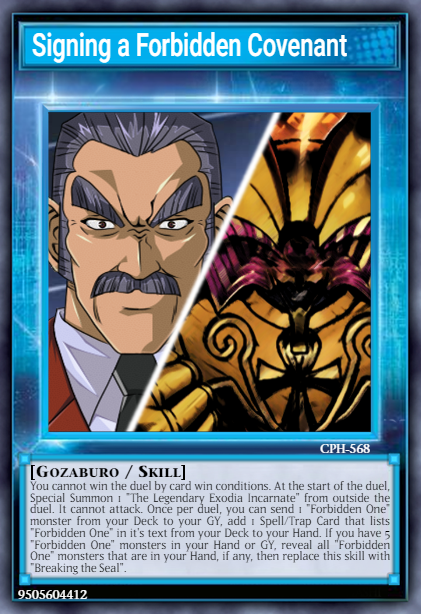 Signing a Forbidden Covenant
CPH-568
[Gozaburo / Skill]
You cannot win the duel by card win conditions. At the start of the duel,
Special Summon 1 "The Legendary Exodia Incarnate" from outside the
duel. It cannot attack. Once per duel, you can send 1 "Forbidden One"
monster from your Deck to your GY, add 1 Spell/Trap Card that lists
"Forbidden One" in it's text from your Deck to your Hand. If you have 5
"Forbidden One" monsters in your Hand or GY, reveal all "Forbidden
One" monsters that are in your Hand, if any, then replace this skill with
"Breaking the Seal".
9505604412